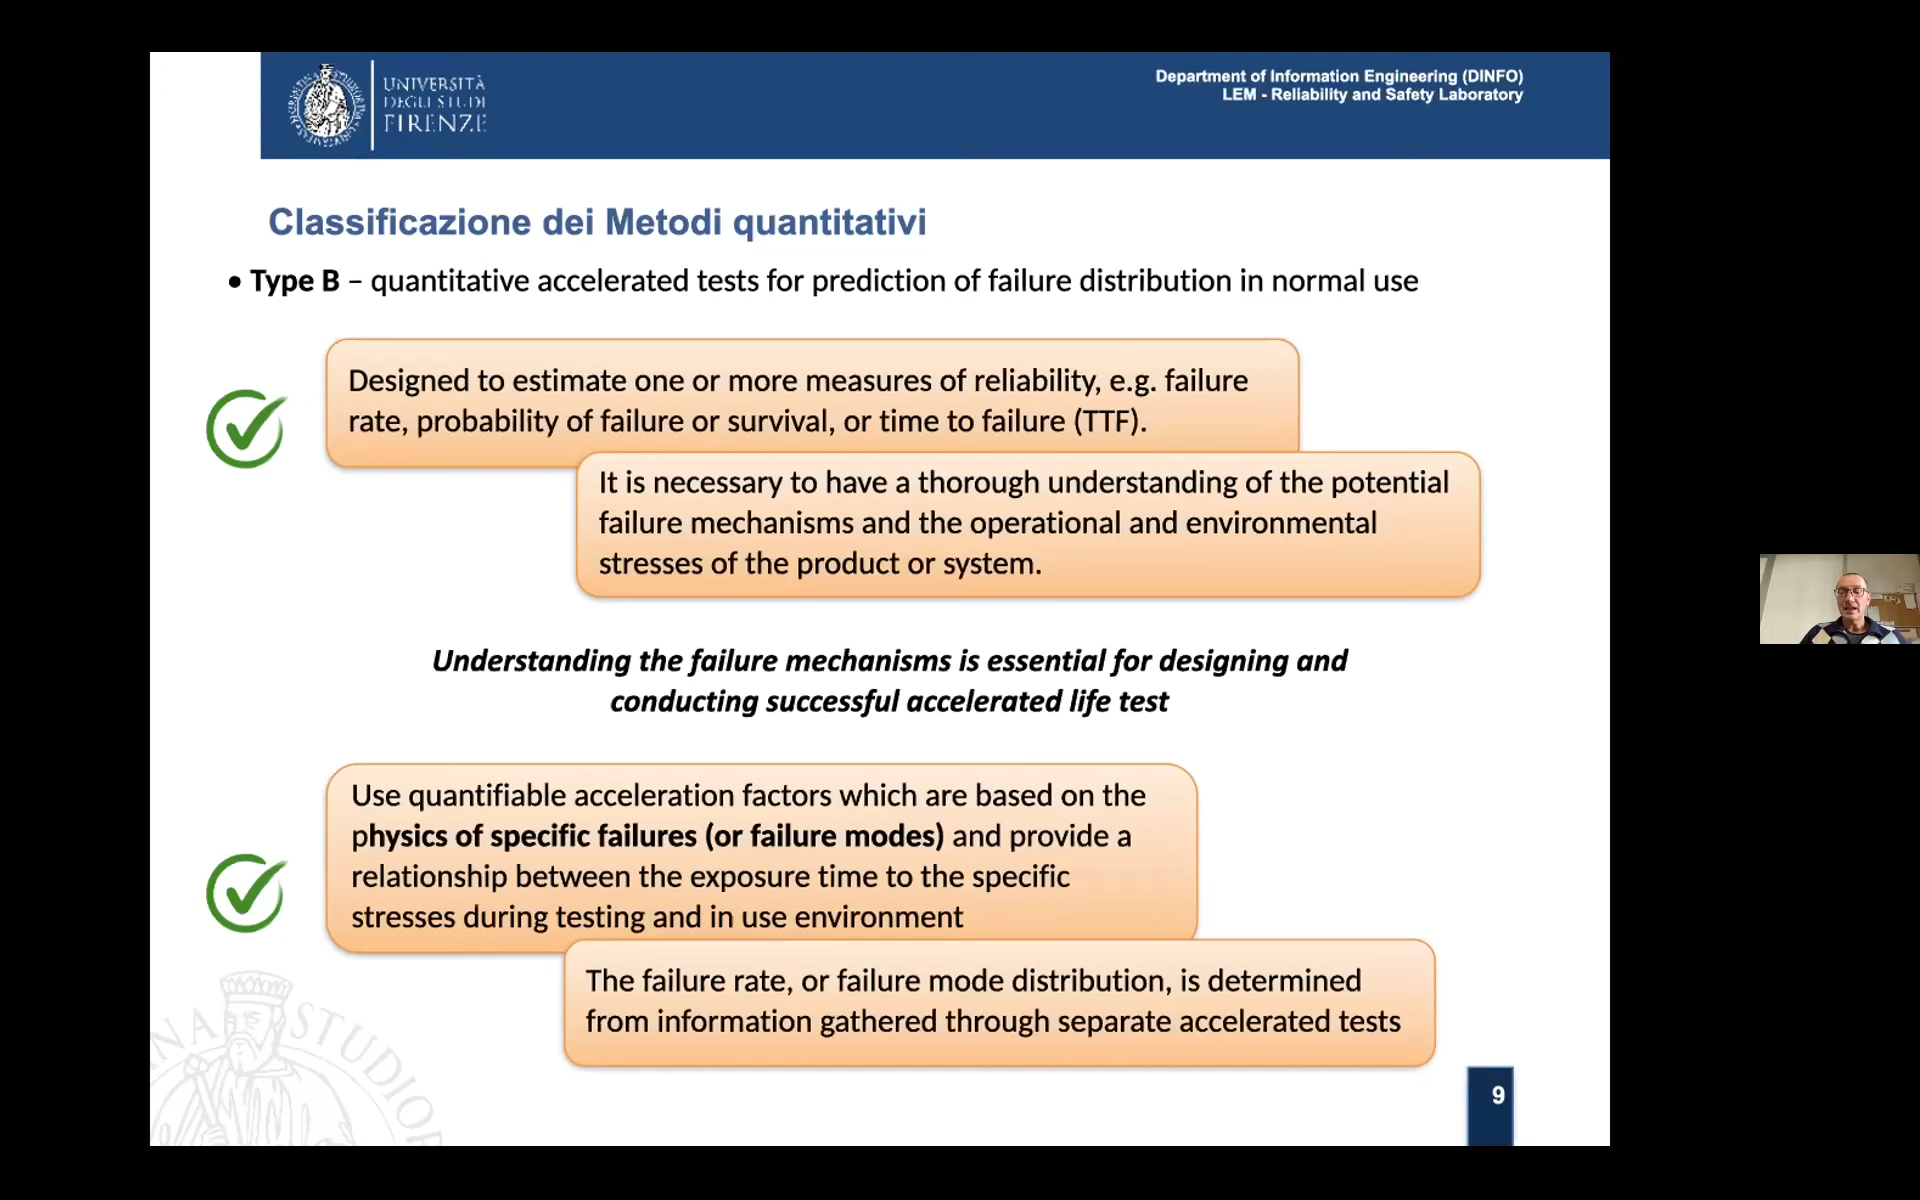 UNIVERSITÀ
DEGLI STUDI
FIRENZE
Department of Information Engineering (DINFO)
LEM - Reliability and Safety Laboratory
Classificazione dei Metodi quantitativi
• Type B – quantitative accelerated tests for prediction of failure distribution in normal use
Designed to estimate one or more measures of reliability, e.g. failure
rate, probability of failure or survival, or time to failure (TTF).
It is necessary to have a thorough understanding of the potential
failure mechanisms and the operational and environmental
stresses of the product or system.
Understanding the failure mechanisms is essential for designing and
conducting successful accelerated life test
Use quantifiable acceleration factors which are based on the
physics of specific failures (or failure modes) and provide a
relationship between the exposure time to the specific
stresses during testing and in use environment
The failure rate, or failure mode distribution, is determined
from information gathered through separate accelerated tests
STUDIO
9